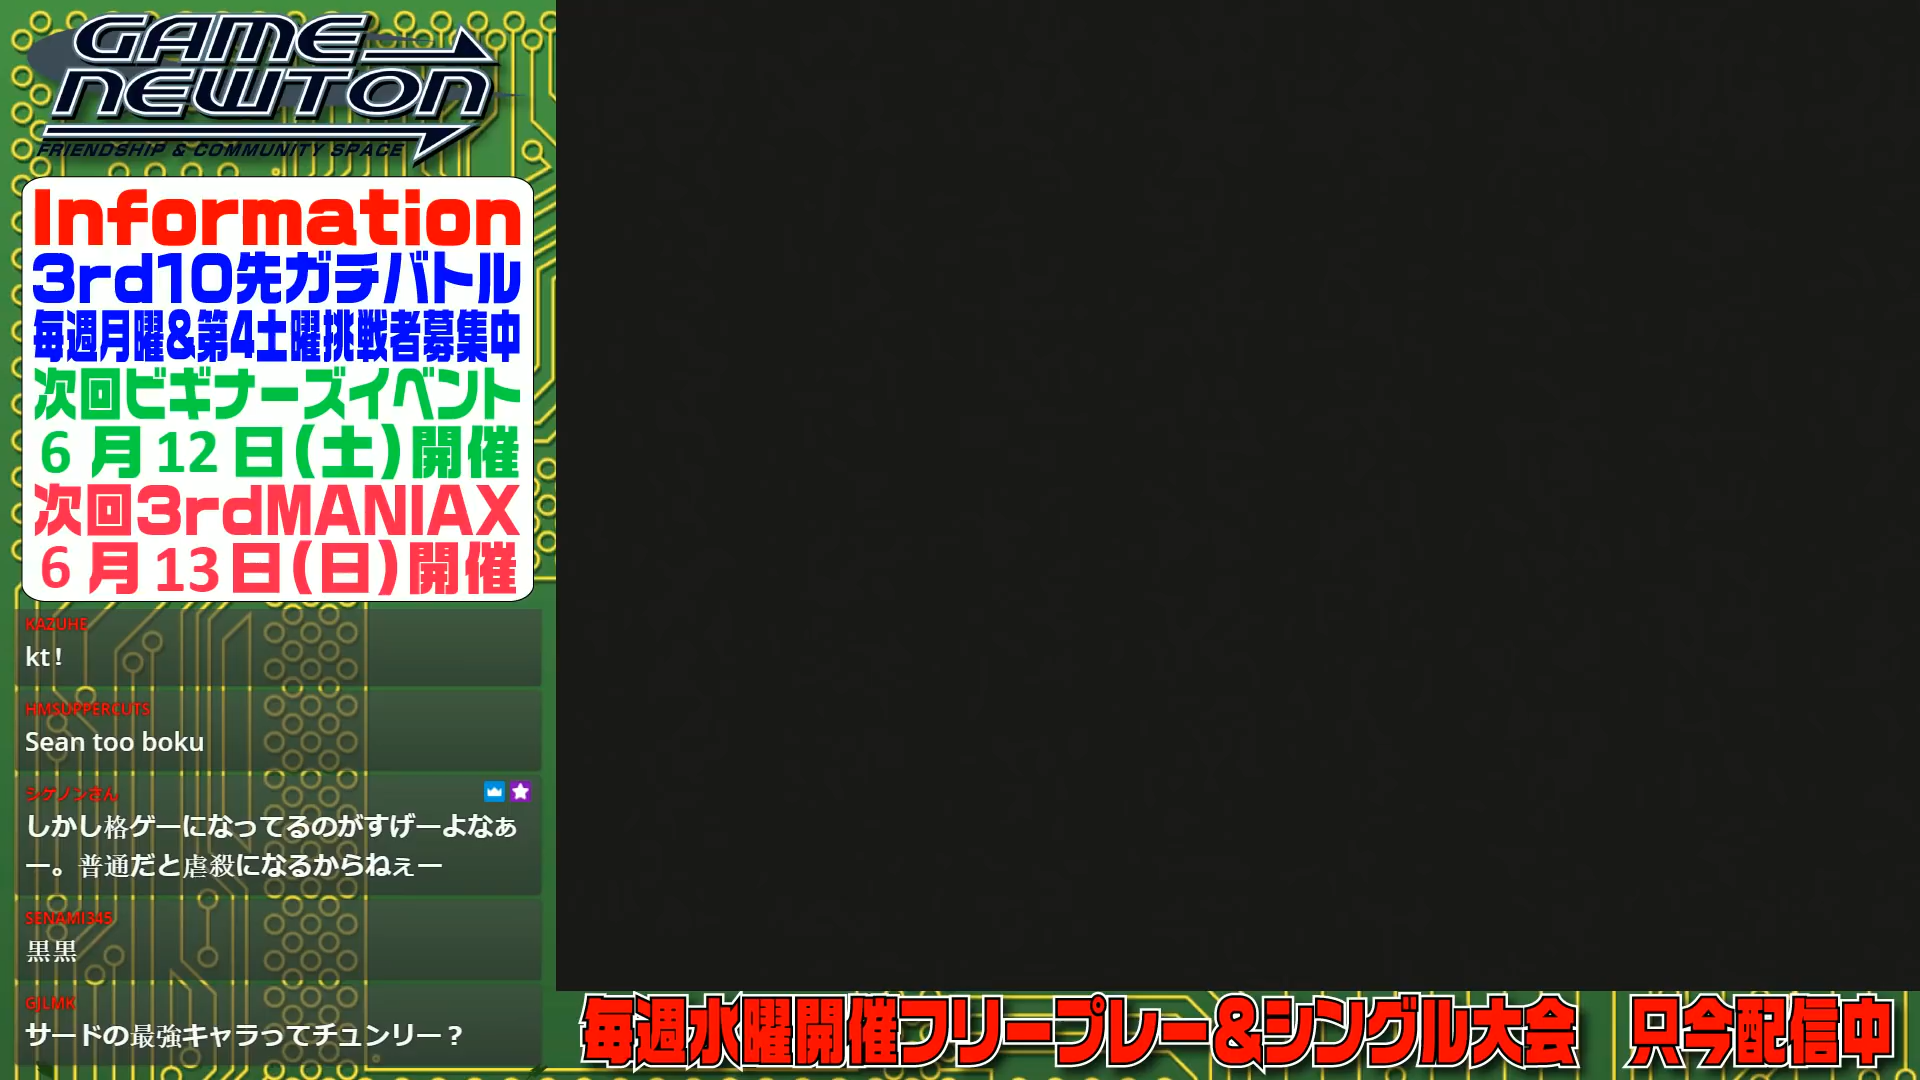 GAME
NEWTON
FRIENDSHIP & COMMUNITY SPACE
Information
3rd10先ガチバトル
毎週月曜&第4土曜挑戦者募集中
次回ビギナーズイベント
6月12日(土)開催
次回3rdMANIAX
6月13日(日)開催
KAZUHE
kt!
HMSUPPERCUTS
Sean too boku
シゲノンさん
しかし格ゲーになってるのがすげーよなぁ
ー。普通だと虐殺になるからねぇー
SENAMI345
黒黒
GJLMK
サードの最強キャラってチュンリー？
毎週水曜開催フリープレー&シングル大会　只今配信中